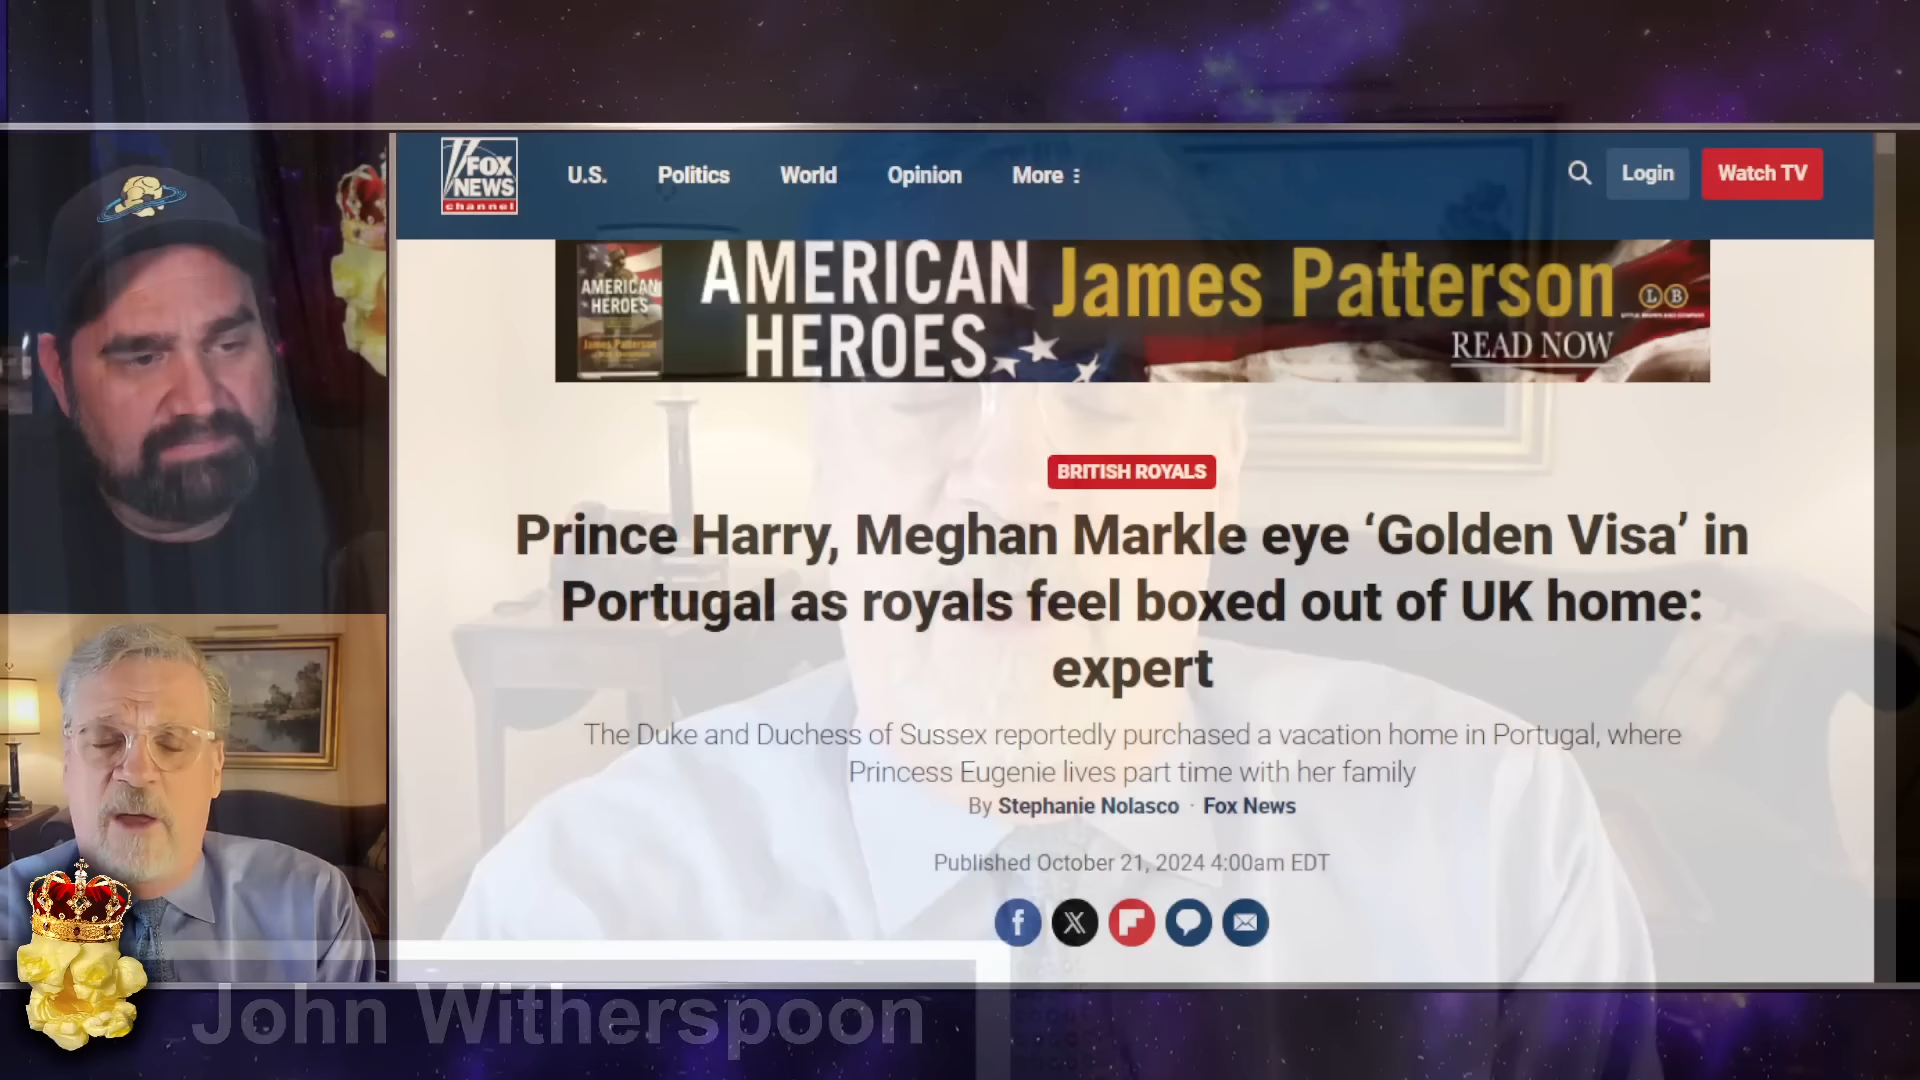 FOX
NEWS
channel
U.S. Politics World Opinion More
Login
Watch TV
AMERICAN
HEROES
James Patterson
AMERICAN
HEROES
James Patterson
L B
READ NOW
BRITISH ROYALS
Prince Harry, Meghan Markle eye ‘Golden Visa’ in
Portugal as royals feel boxed out of UK home:
expert
The Duke and Duchess of Sussex reportedly purchased a vacation home in Portugal, where
Princess Eugenie lives part time with her family
By Stephanie Nolasco · Fox News
Published October 21, 2024 4:00am EDT
John Witherspoon